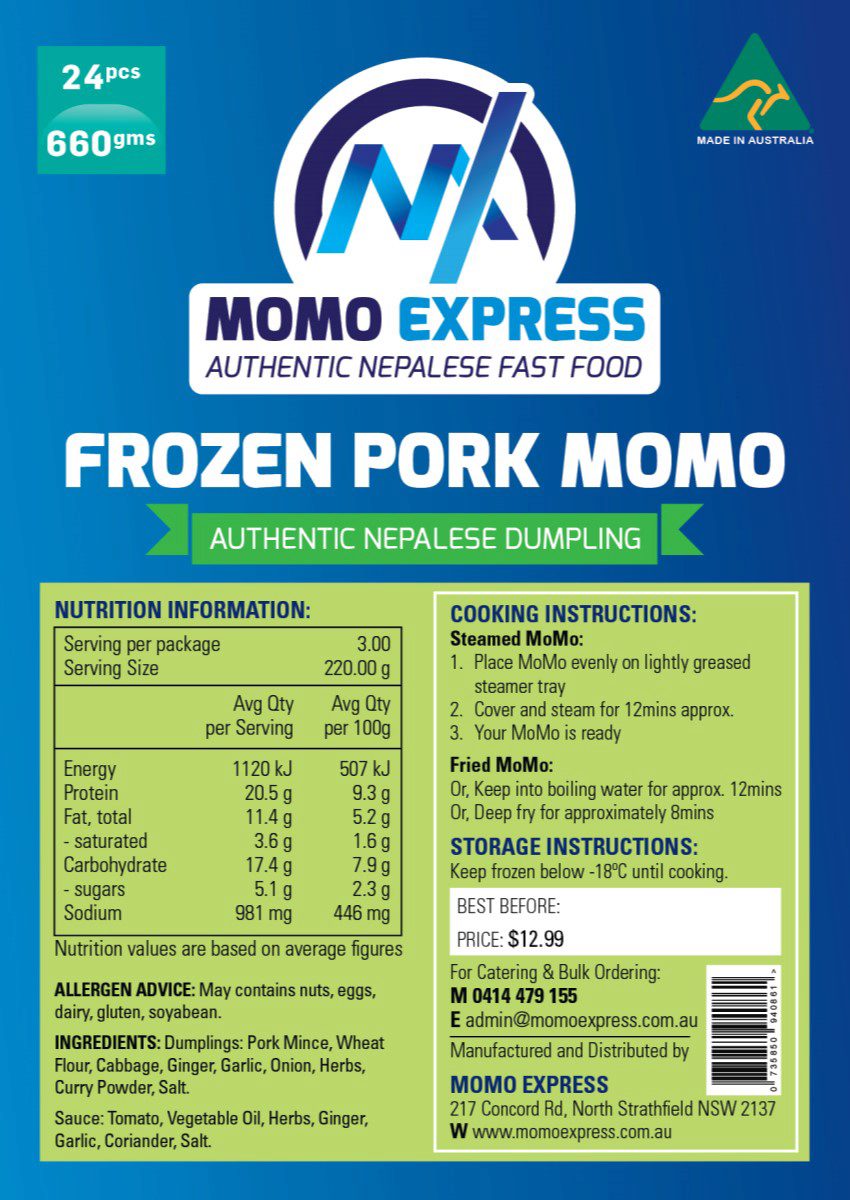 24pcs
660gms
MADE IN AUSTRALIA
NX
MOMO EXPRESS
AUTHENTIC NEPALESE FAST FOOD
FROZEN PORK MOMO
AUTHENTIC NEPALESE DUMPLING
NUTRITION INFORMATION:
Serving per package 3.00
Serving Size 220.00 g
Avg Qty Avg Qty
per Serving per 100g
Energy 1120 kJ 507 kJ
Protein 20.5 g 9.3 g
Fat, total 11.4 g 5.2 g
- saturated 3.6 g 1.6 g
Carbohydrate 17.4 g 7.9 g
- sugars 5.1 g 2.3 g
Sodium 981 mg 446 mg
Nutrition values are based on average figures
ALLERGEN ADVICE: May contains nuts, eggs,
dairy, gluten, soyabean.
INGREDIENTS: Dumplings: Pork Mince, Wheat
Flour, Cabbage, Ginger, Garlic, Onion, Herbs,
Curry Powder, Salt.
Sauce: Tomato, Vegetable Oil, Herbs, Ginger,
Garlic, Coriander, Salt.
COOKING INSTRUCTIONS:
Steamed MoMo:
1. Place MoMo evenly on lightly greased
steamer tray
2. Cover and steam for 12mins approx.
3. Your MoMo is ready
Fried MoMo:
Or, Keep into boiling water for approx. 12mins
Or, Deep fry for approximately 8mins
STORAGE INSTRUCTIONS:
Keep frozen below -18ºC until cooking.
BEST BEFORE:
PRICE: $12.99
For Catering & Bulk Ordering:
M 0414 479 155
E admin@momoexpress.com.au
Manufactured and Distributed by
MOMO EXPRESS
217 Concord Rd, North Strathfield NSW 2137
W www.momoexpress.com.au
0 735850 940861 >